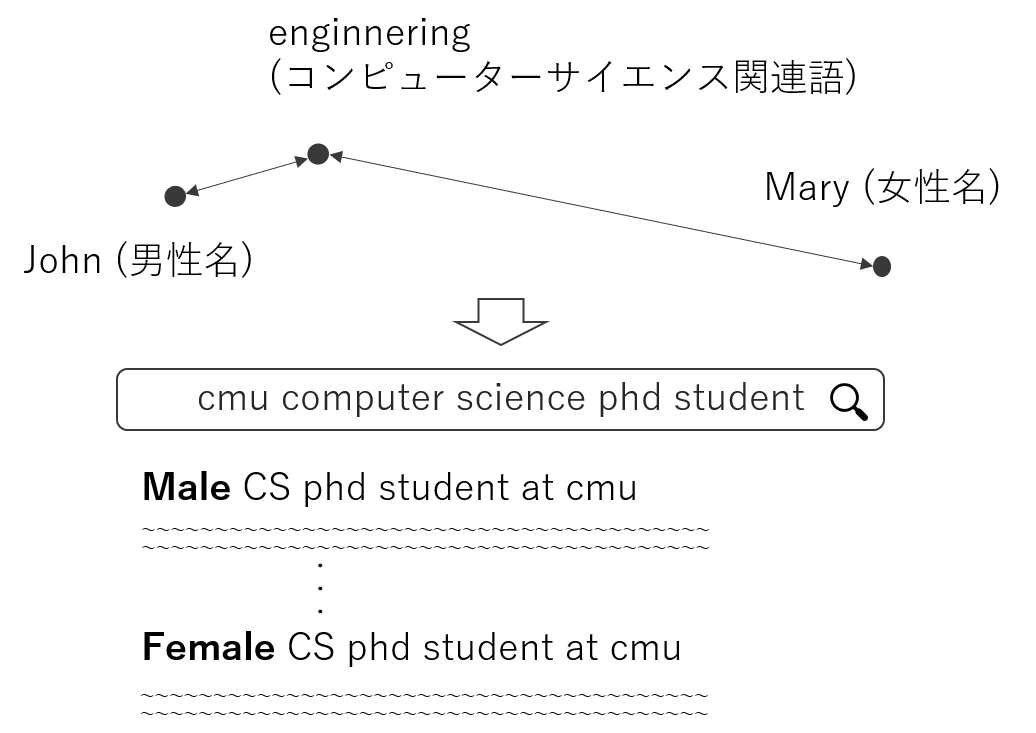 enginnering
(コンピューターサイエンス関連語)
Mary (女性名)
John (男性名)
cmu computer science phd student
Male CS phd student at cmu
~~~~~~~~~~~~~~~~~~~~~~~~~~~~~~~~~~~~~~~
~~~~~~~~~~~~~~~~~~~~~~~~~~~~~~~~~~~~~~~
Female CS phd student at cmu
~~~~~~~~~~~~~~~~~~~~~~~~~~~~~~~~~~~~~~~
~~~~~~~~~~~~~~~~~~~~~~~~~~~~~~~~~~~~~~~